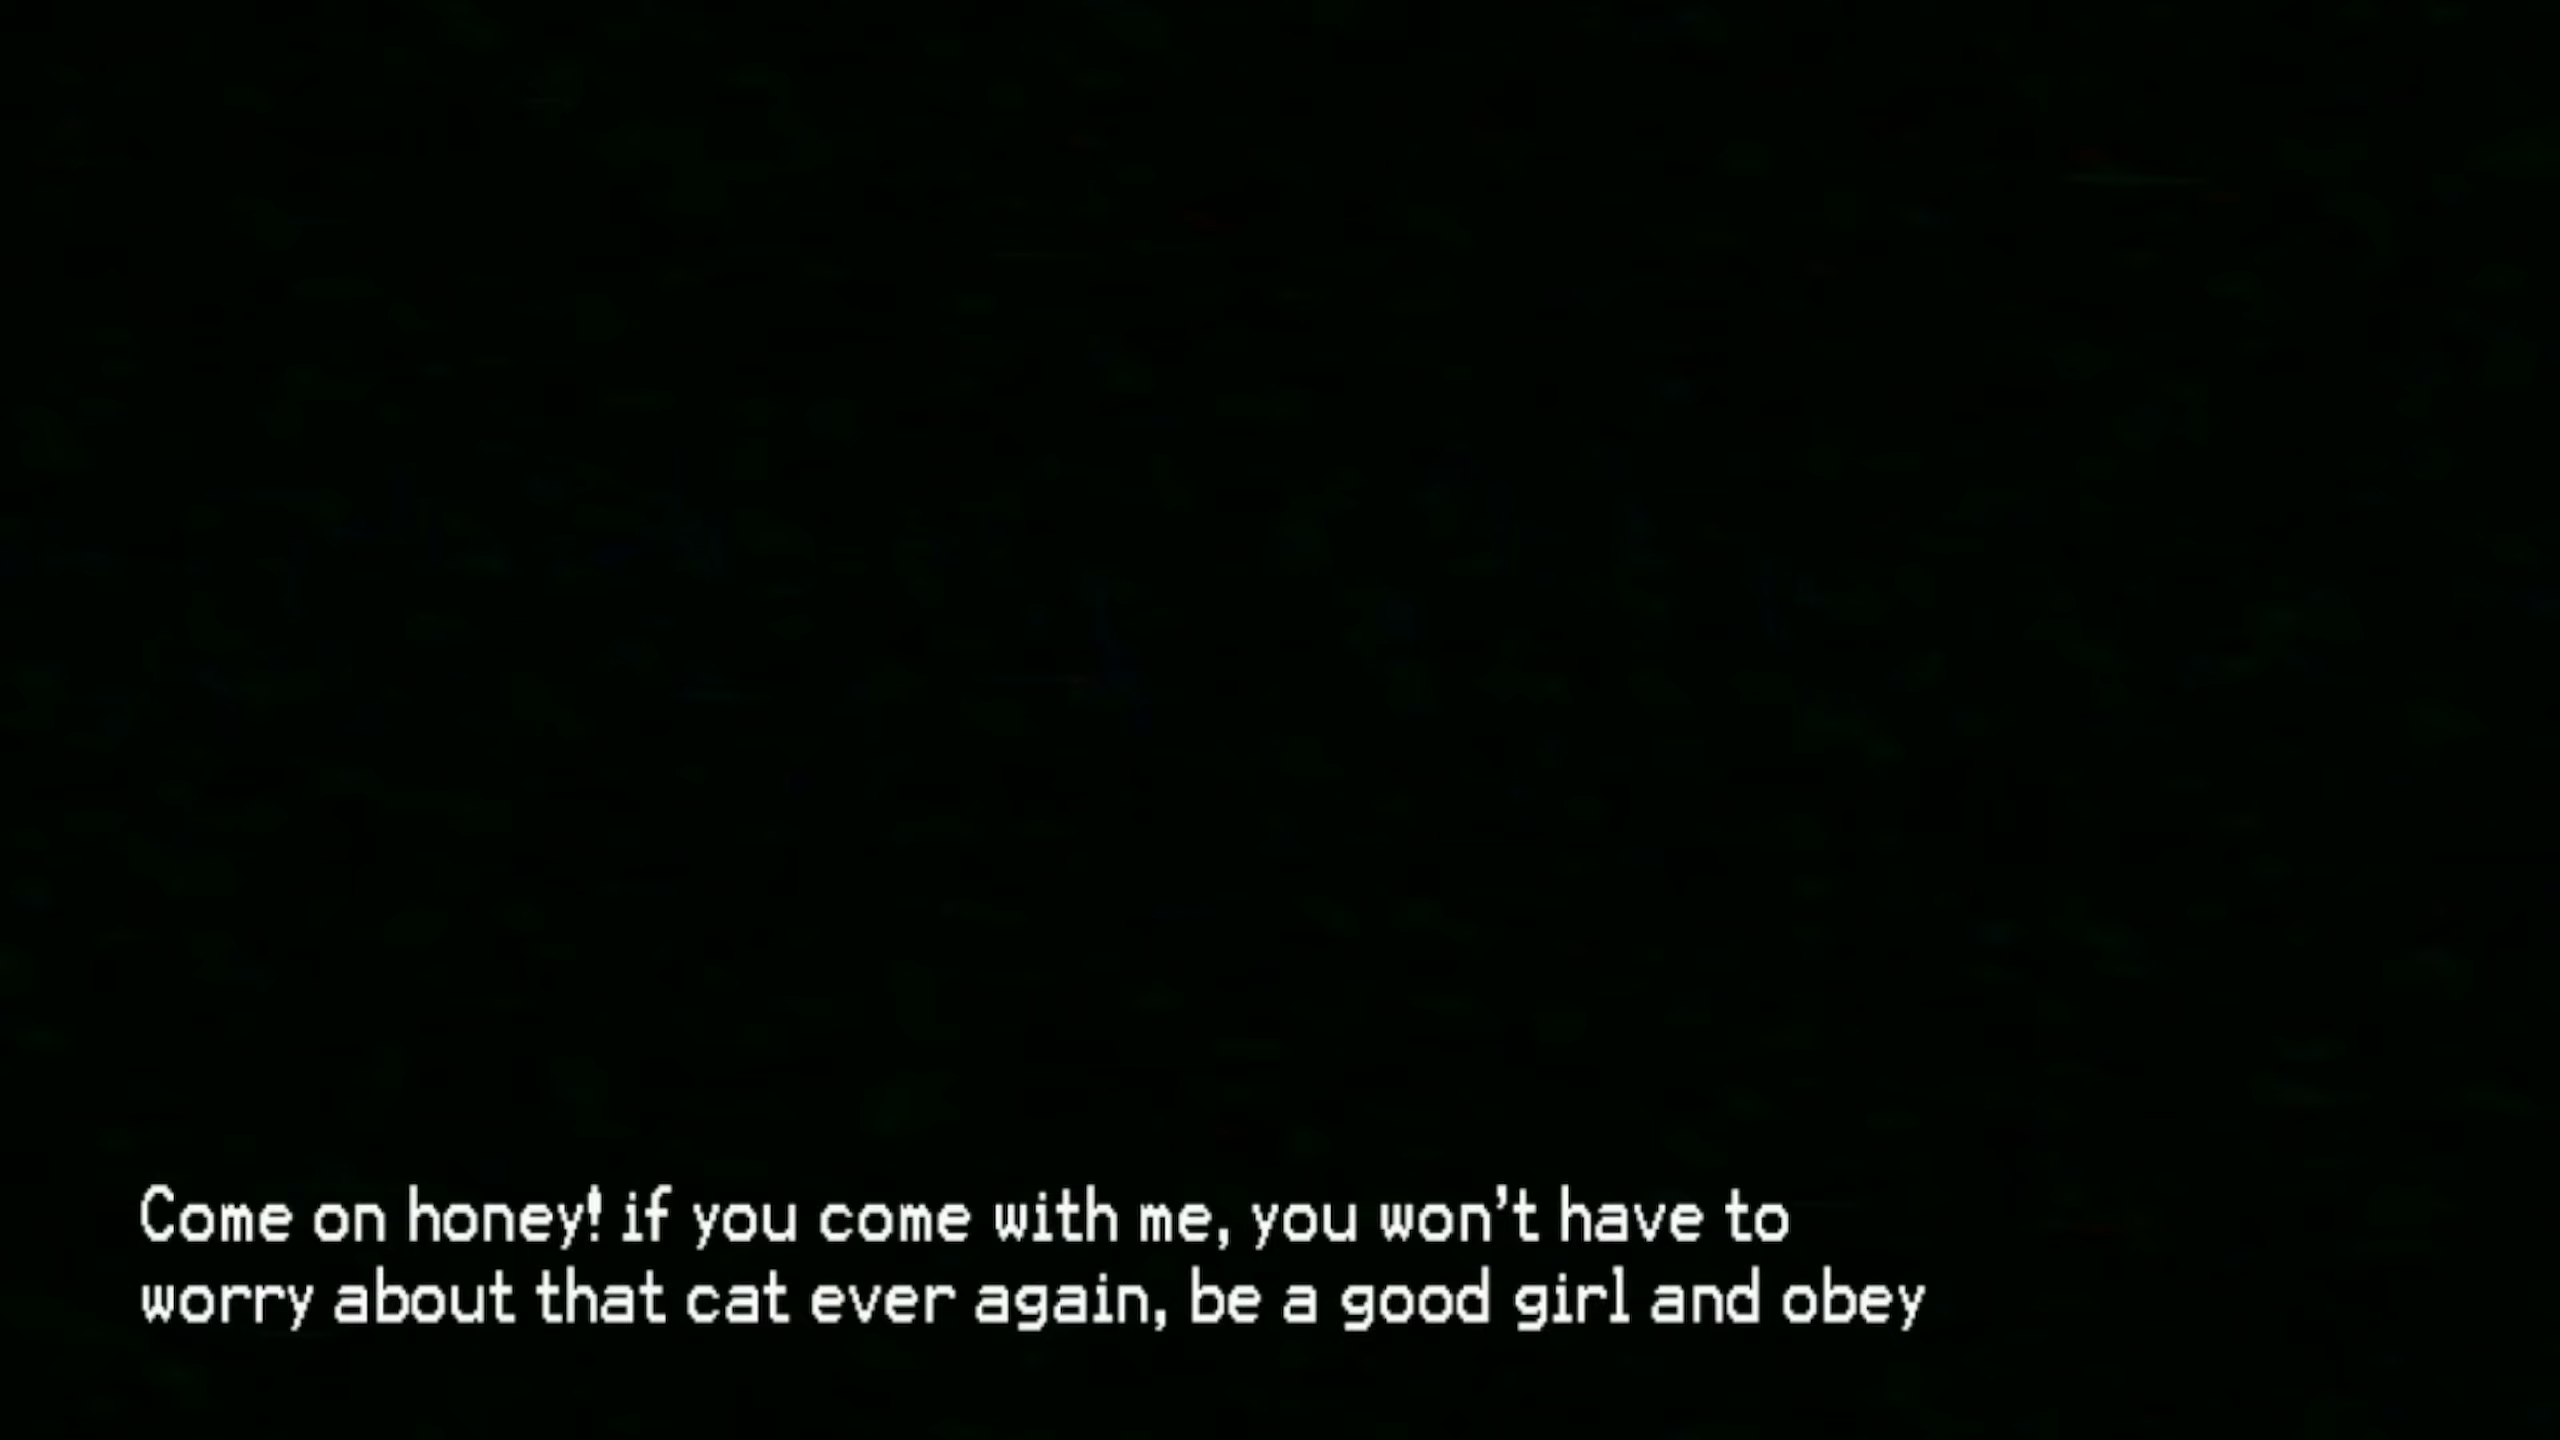 Come on honey! if you come with me, you won't have to
worry about that cat ever again, be a good girl and obey